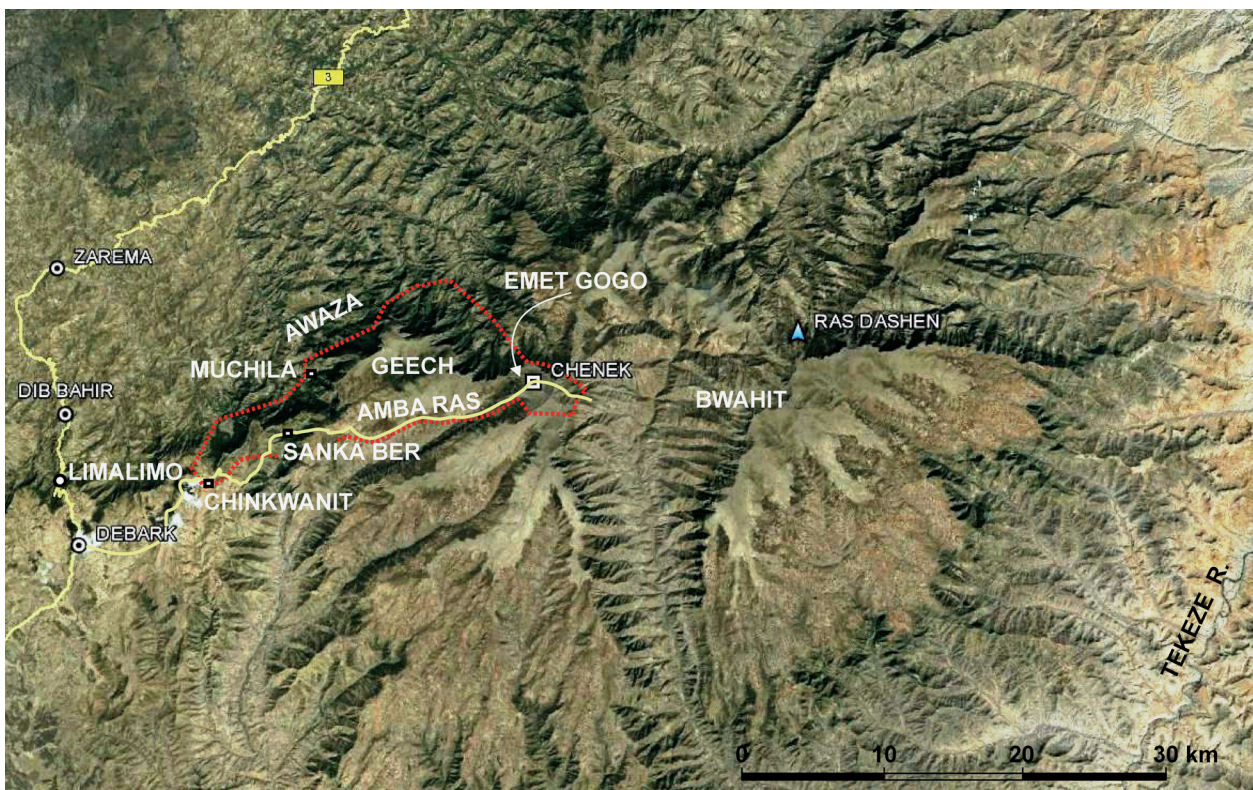 3
ZAREMA
EMET GOGO
AWAZA
RAS DASHEN
MUCHILA
GEECH
CHENEK
BWAHIT
DIB BAHIR
AMBA RAS
SANKA BER
LIMALIMO
CHINKWANIT
DEBARK
TEKEZE R.
0 10 20 30 km